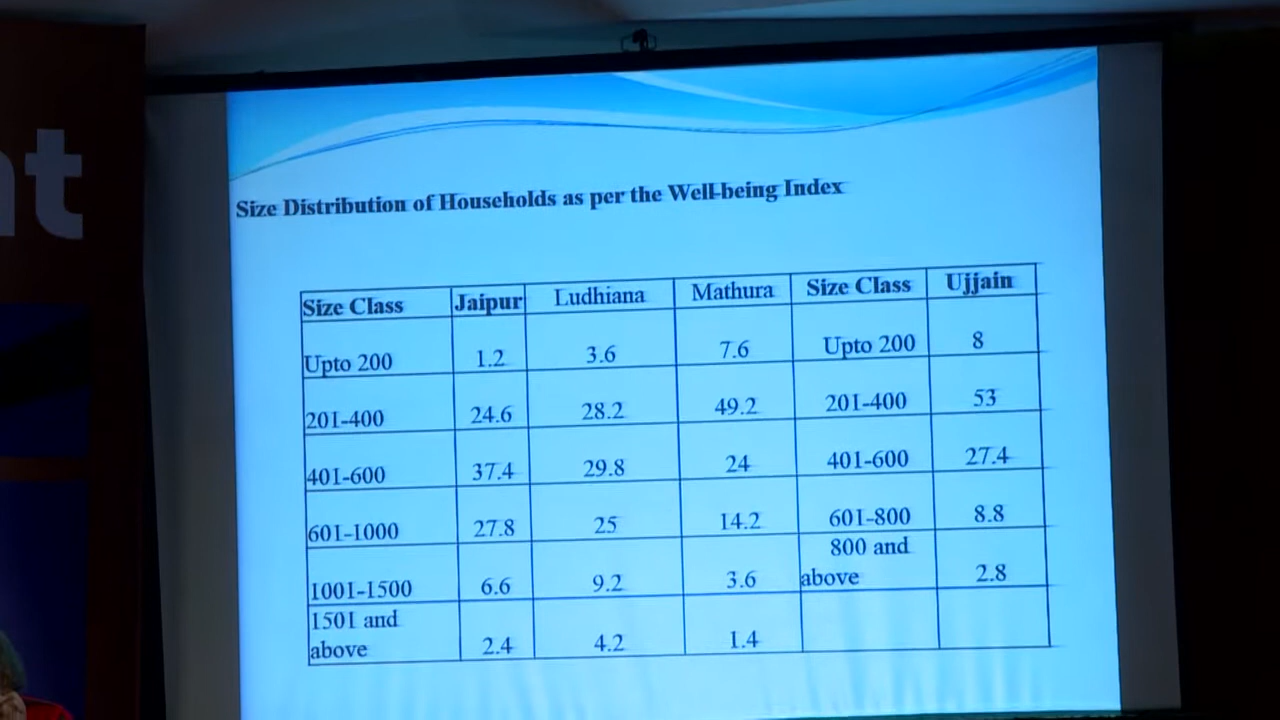 nt
Size Distribution of Households as per the Well-being Index
Size Class Jaipur Ludhiana Mathura Size Class Ujjain
Upto 200 1.2 3.6 7.6 Upto 200 8
201-400 24.6 28.2 49.2 201-400 53
401-600 37.4 29.8 24 401-600 27.4
601-1000 27.8 25 14.2 601-800 8.8
1001-1500 6.6 9.2 3.6 800 and above 2.8
1501 and above 2.4 4.2 1.4